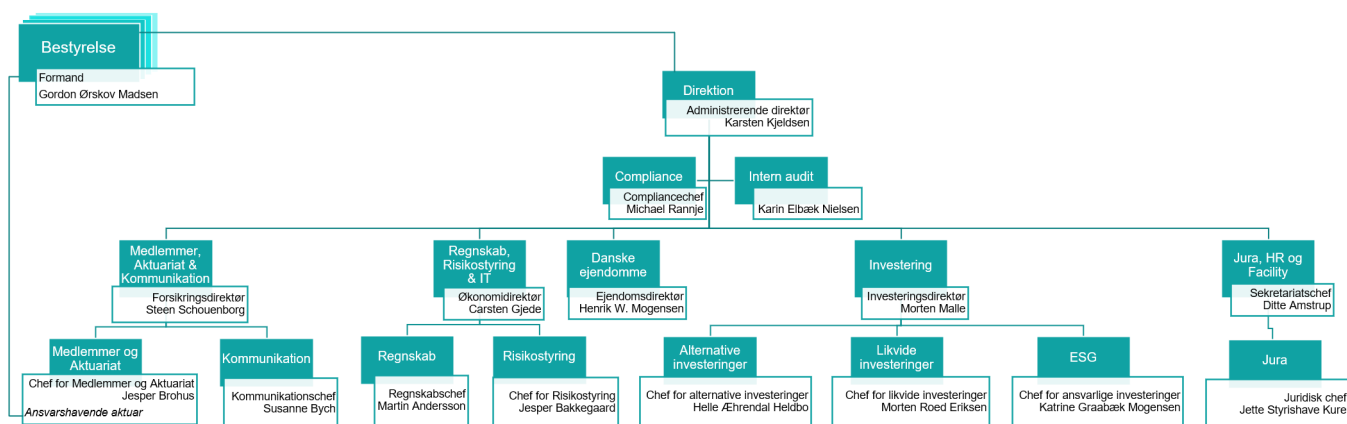 Bestyrelse
Formand
Gordon Ørskov Madsen
Direktion
Administrerende direktør
Karsten Kjeldsen
Compliance
Compliancechef
Michael Rannje
Intern audit
Karin Elbæk Nielsen
Medlemmer,
Aktuariat &
Kommunikation
Forsikringsdirektør
Steen Schouenborg
Regnskab,
Risikostyring
& IT
Økonomidirektør
Carsten Gjede
Danske
ejendomme
Ejendomsdirektør
Henrik W. Mogensen
Investering
Investeringsdirektør
Morten Malle
Jura, HR og
Facility
Sekretariatschef
Ditte Amstrup
Medlemmer og
Aktuariat
Chef for Medlemmer og Aktuariat
Jesper Brohus
Ansvarshavende aktuar
Kommunikation
Kommunikationschef
Susanne Bych
Regnskab
Regnskabschef
Martin Andersson
Risikostyring
Chef for Risikostyring
Jesper Bakkegaard
Alternative
investeringer
Chef for alternative investeringer
Helle Æhrendal Heldbo
Likvide
investeringer
Chef for likvide investeringer
Morten Roed Eriksen
ESG
Chef for ansvarlige investeringer
Katrine Graabæk Mogensen
Jura
Juridisk chef
Jette Styrishave Kure